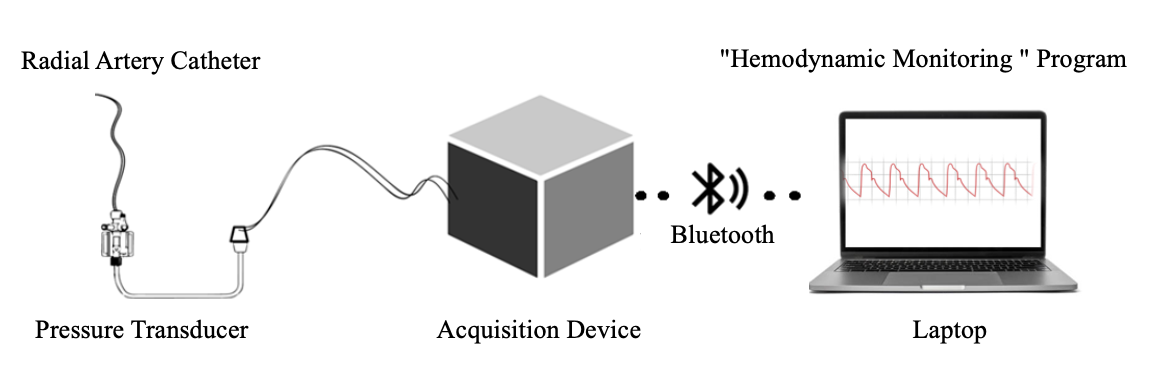 Radial Artery Catheter
"Hemodynamic Monitoring " Program
Bluetooth
Pressure Transducer
Acquisition Device
Laptop